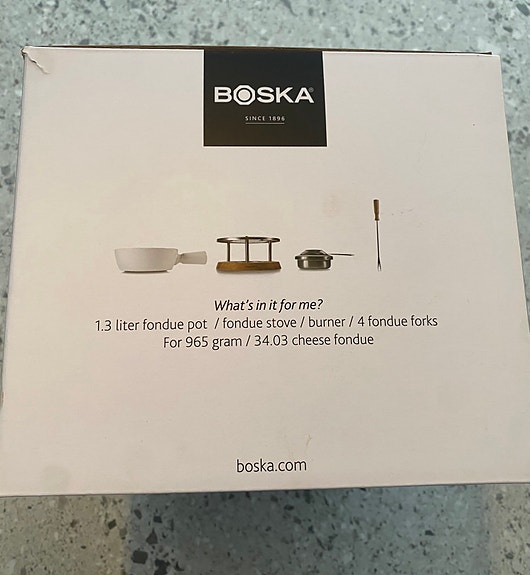 BOSKA®
SINCE 1896
What's in it for me?
1.3 liter fondue pot / fondue stove / burner / 4 fondue forks
For 965 gram / 34.03 cheese fondue
boska.com